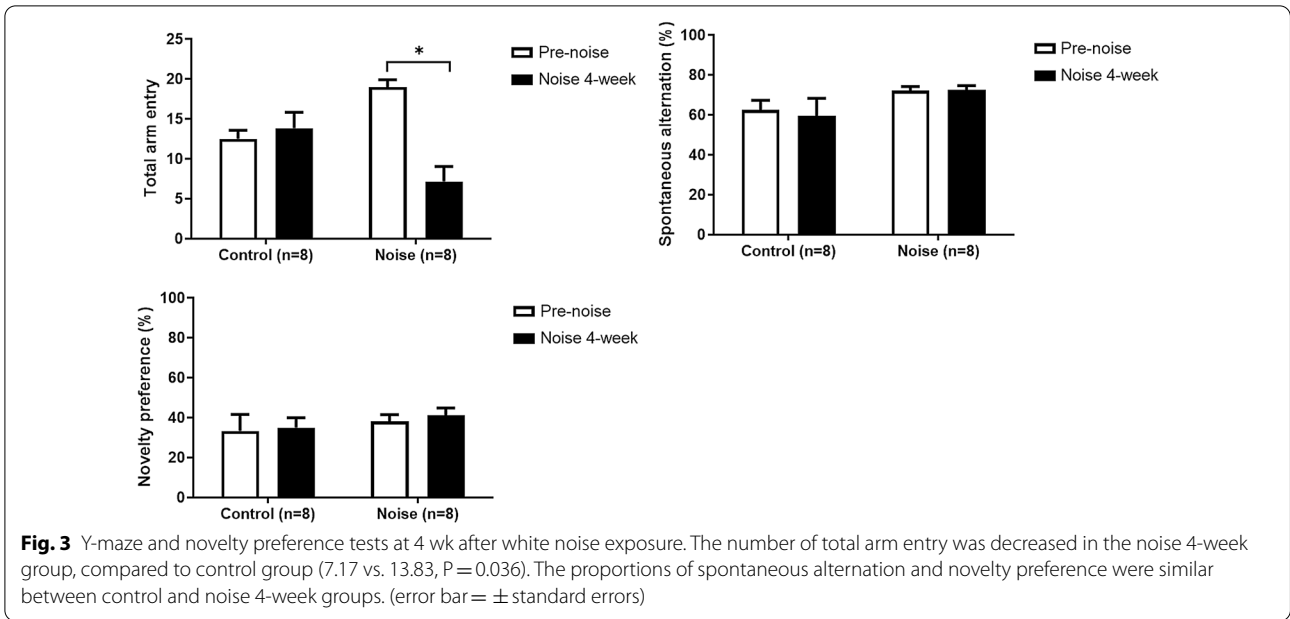 25
20
15
10
5
0
Total arm entry
*
Control (n=8)
Noise (n=8)
Pre-noise
Noise 4-week
100
80
60
40
20
0
Spontaneous alternation (%)
Control (n=8)
Noise (n=8)
Pre-noise
Noise 4-week
100
80
60
40
20
0
Novelty preference (%)
Control (n=8)
Noise (n=8)
Pre-noise
Noise 4-week
Fig. 3 Y-maze and novelty preference tests at 4 wk after white noise exposure. The number of total arm entry was decreased in the noise 4-week
group, compared to control group (7.17 vs. 13.83, P = 0.036). The proportions of spontaneous alternation and novelty preference were similar
between control and noise 4-week groups. (error bar = ± standard errors)